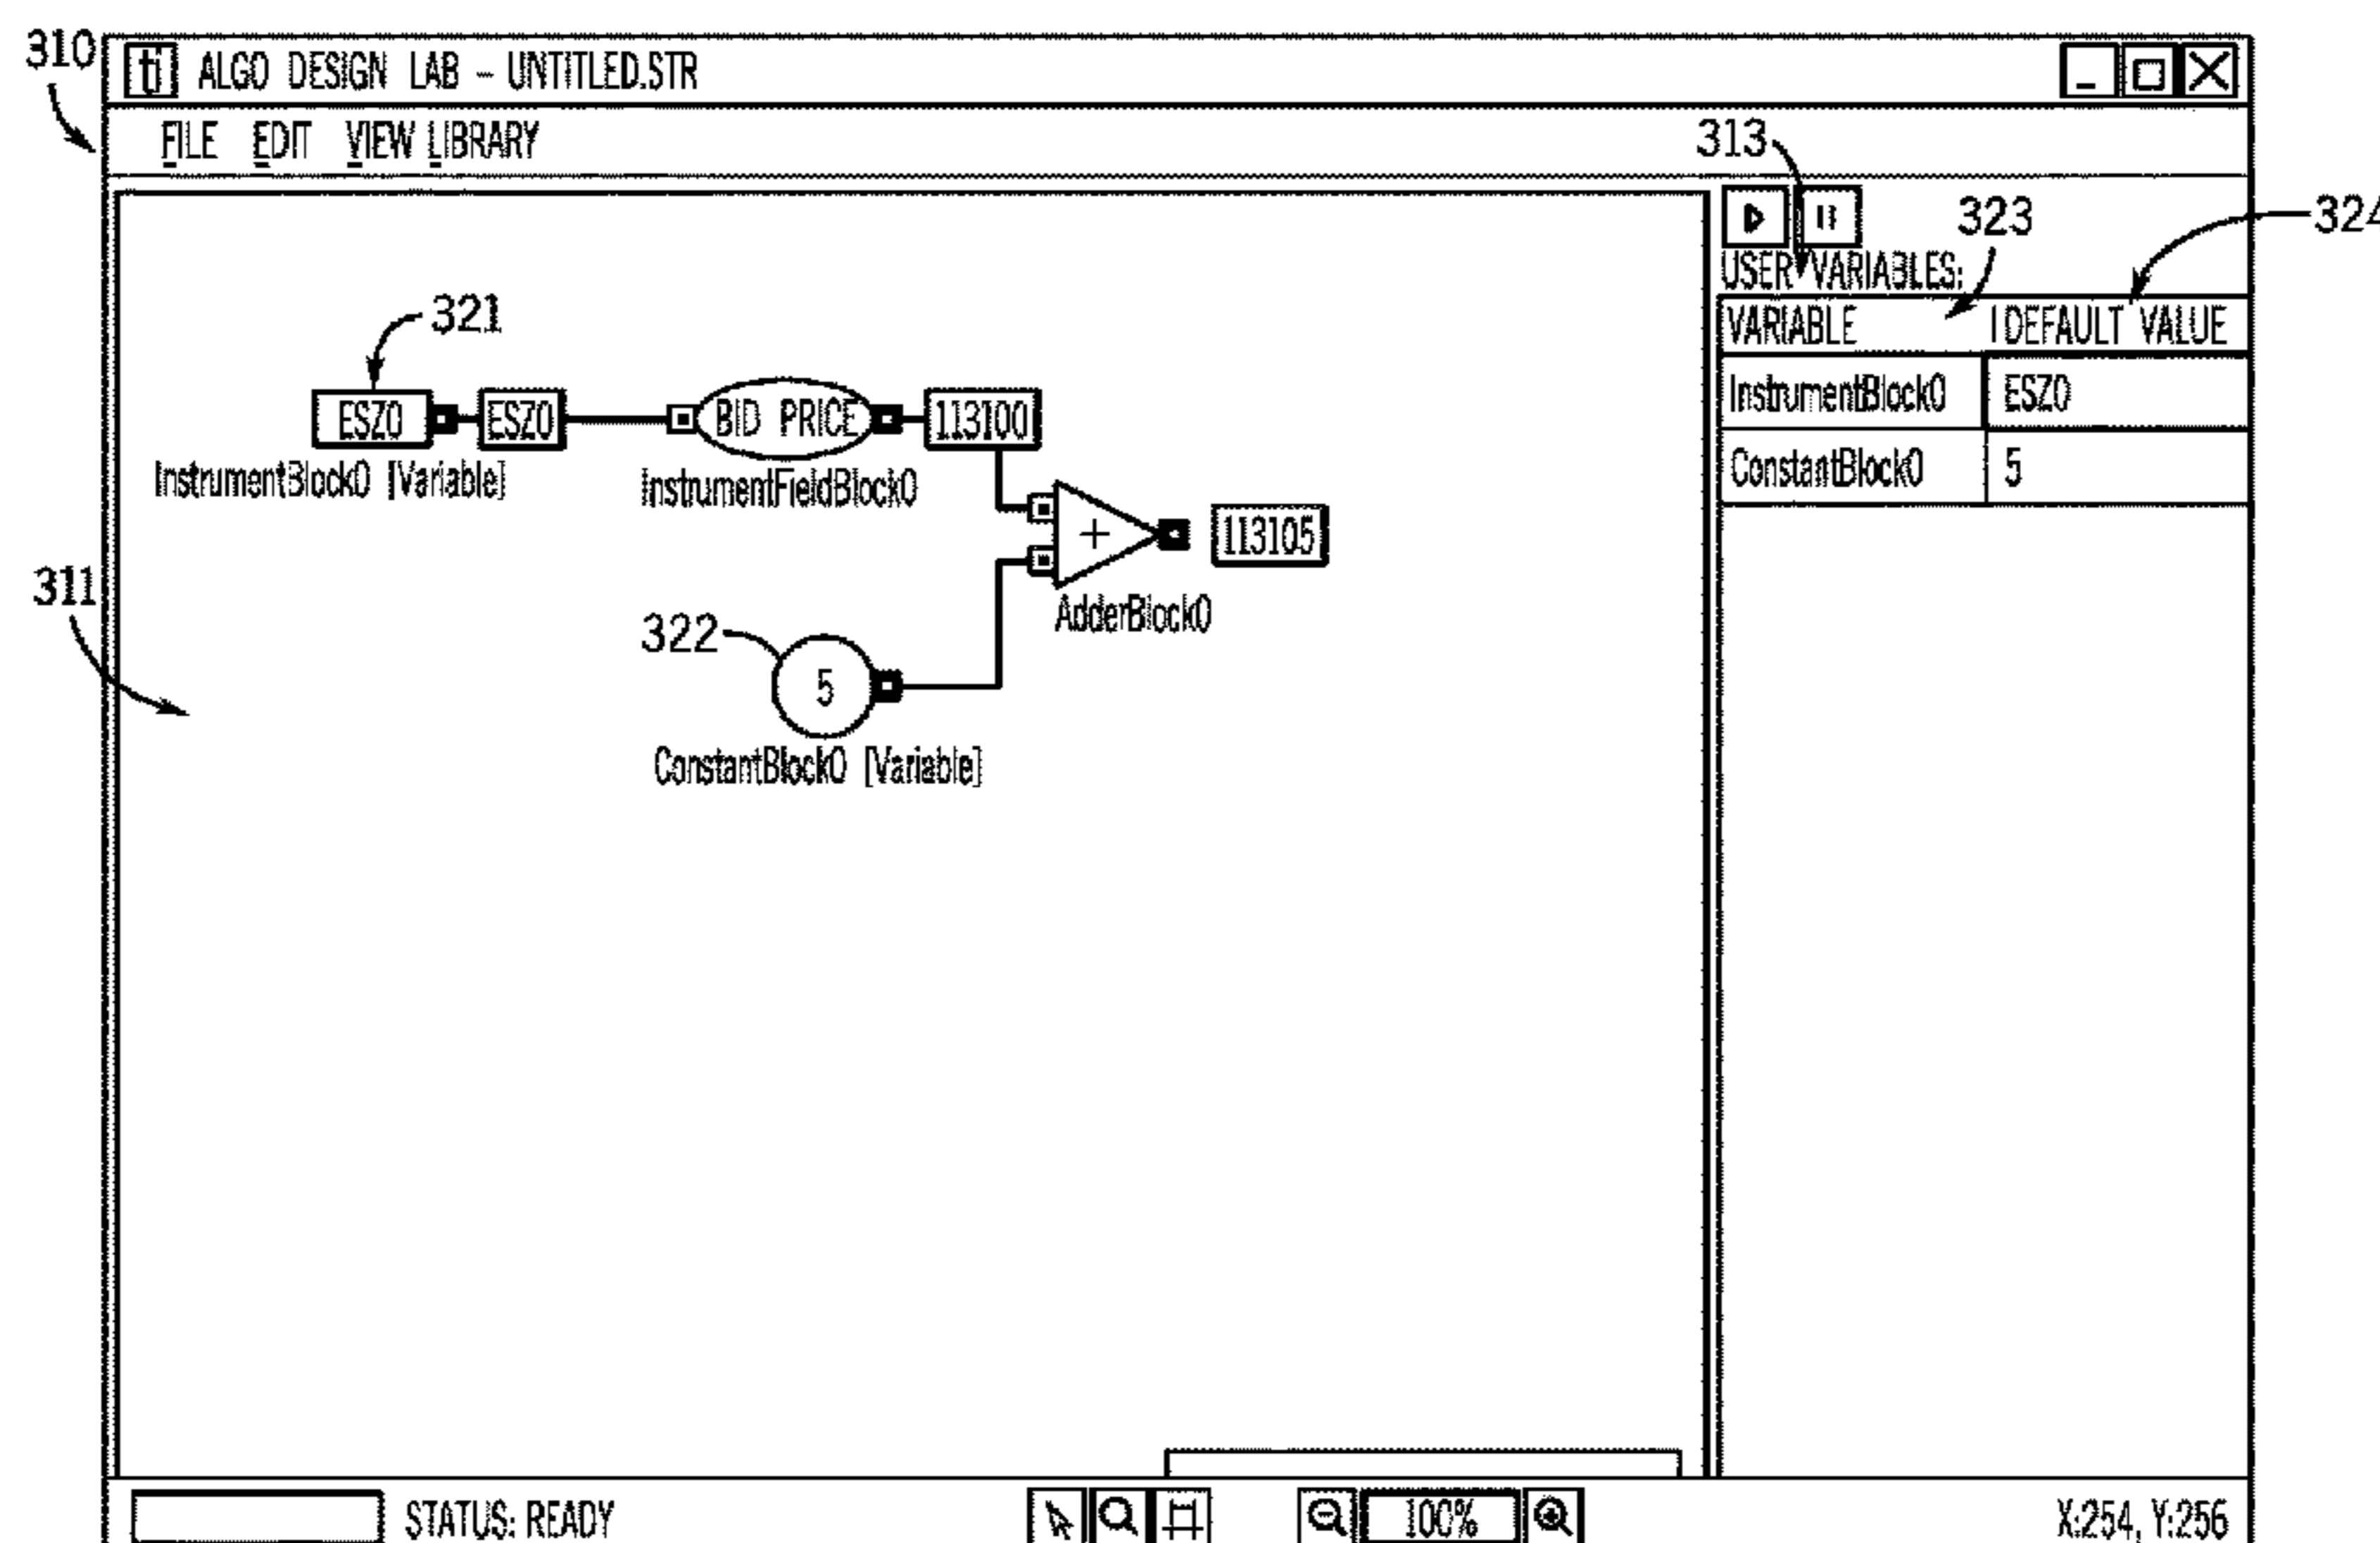 310
ti ALGO DESIGN LAB – UNTITLED.STR
FILE EDIT VIEW LIBRARY
313
323
324
USER VARIABLES:
VARIABLE | DEFAULT VALUE
InstrumentBlock0 ESZ0
ConstantBlock0 5
321
ESZ0 ESZ0 BID PRICE 113100
InstrumentBlock0 [Variable] InstrumentFieldBlock0
+ 113105
311
AdderBlock0
322
5
ConstantBlock0 [Variable]
STATUS: READY 100% X:254, Y:256